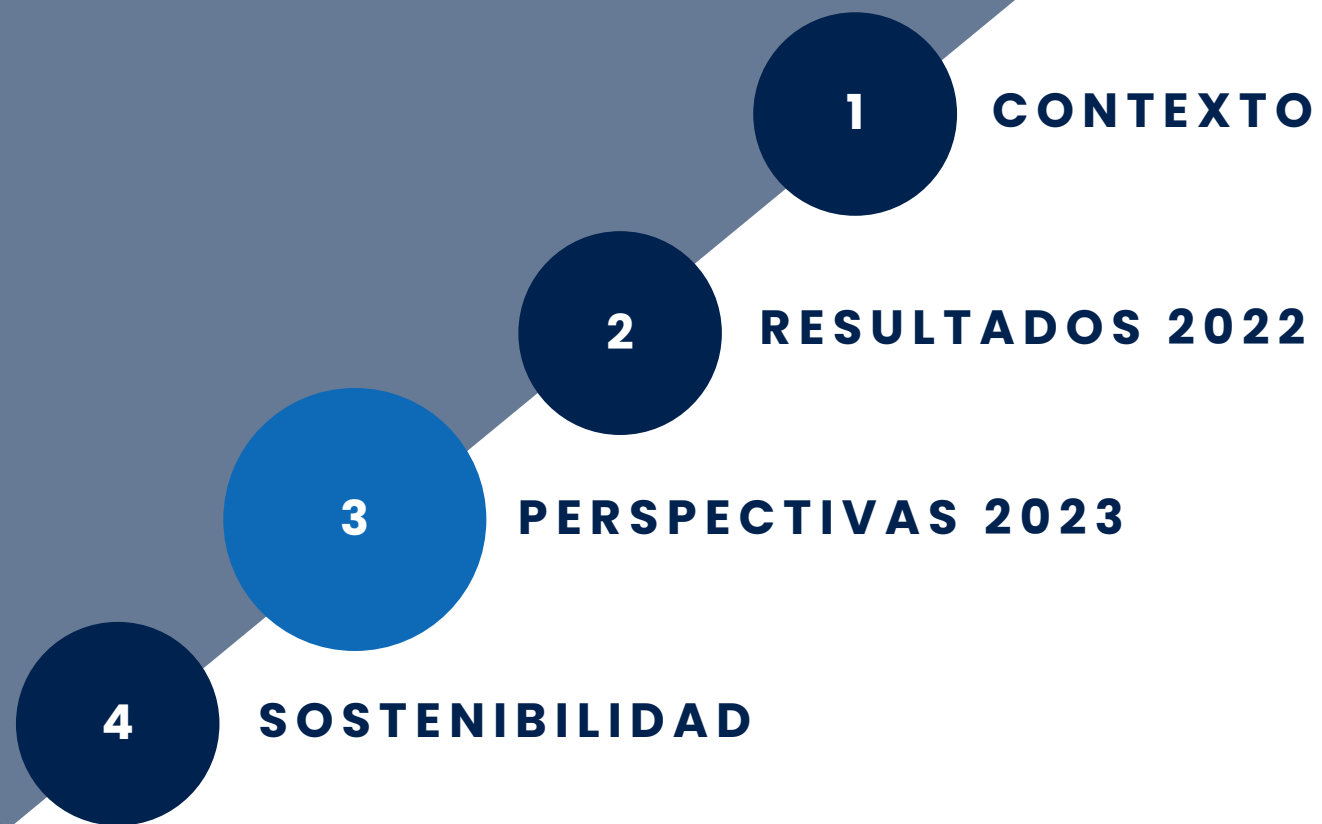 1 CONTEXTO
2 RESULTADOS 2022
3 PERSPECTIVAS 2023
4 SOSTENIBILIDAD